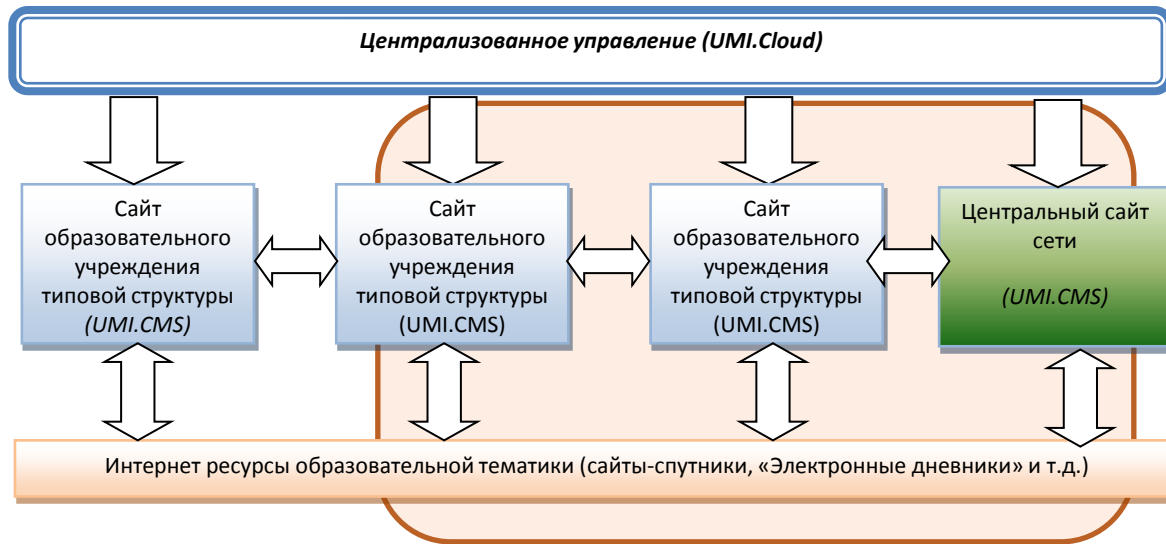 Централизованное управление (UMI.Cloud)
Сайт
образовательного
учреждения
типовой структуры
(UMI.CMS)
Сайт
образовательного
учреждения
типовой структуры
(UMI.CMS)
Сайт
образовательного
учреждения
типовой структуры
(UMI.CMS)
Центральный сайт
сети
(UMI.CMS)
Интернет ресурсы образовательной тематики (сайты-спутники, «Электронные дневники» и т.д.)